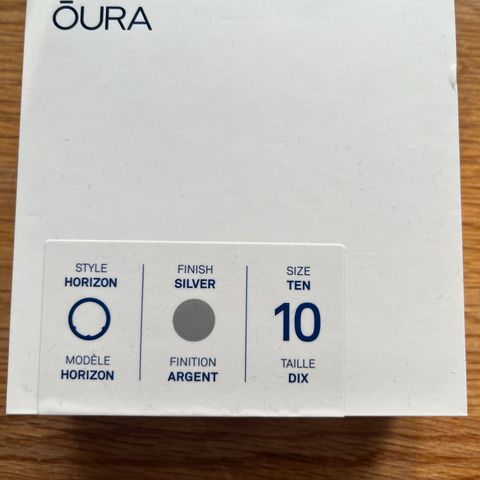 ŌURA
STYLE
HORIZON
MODÈLE
HORIZON
FINISH
SILVER
FINITION
ARGENT
SIZE
TEN
10
TAILLE
DIX